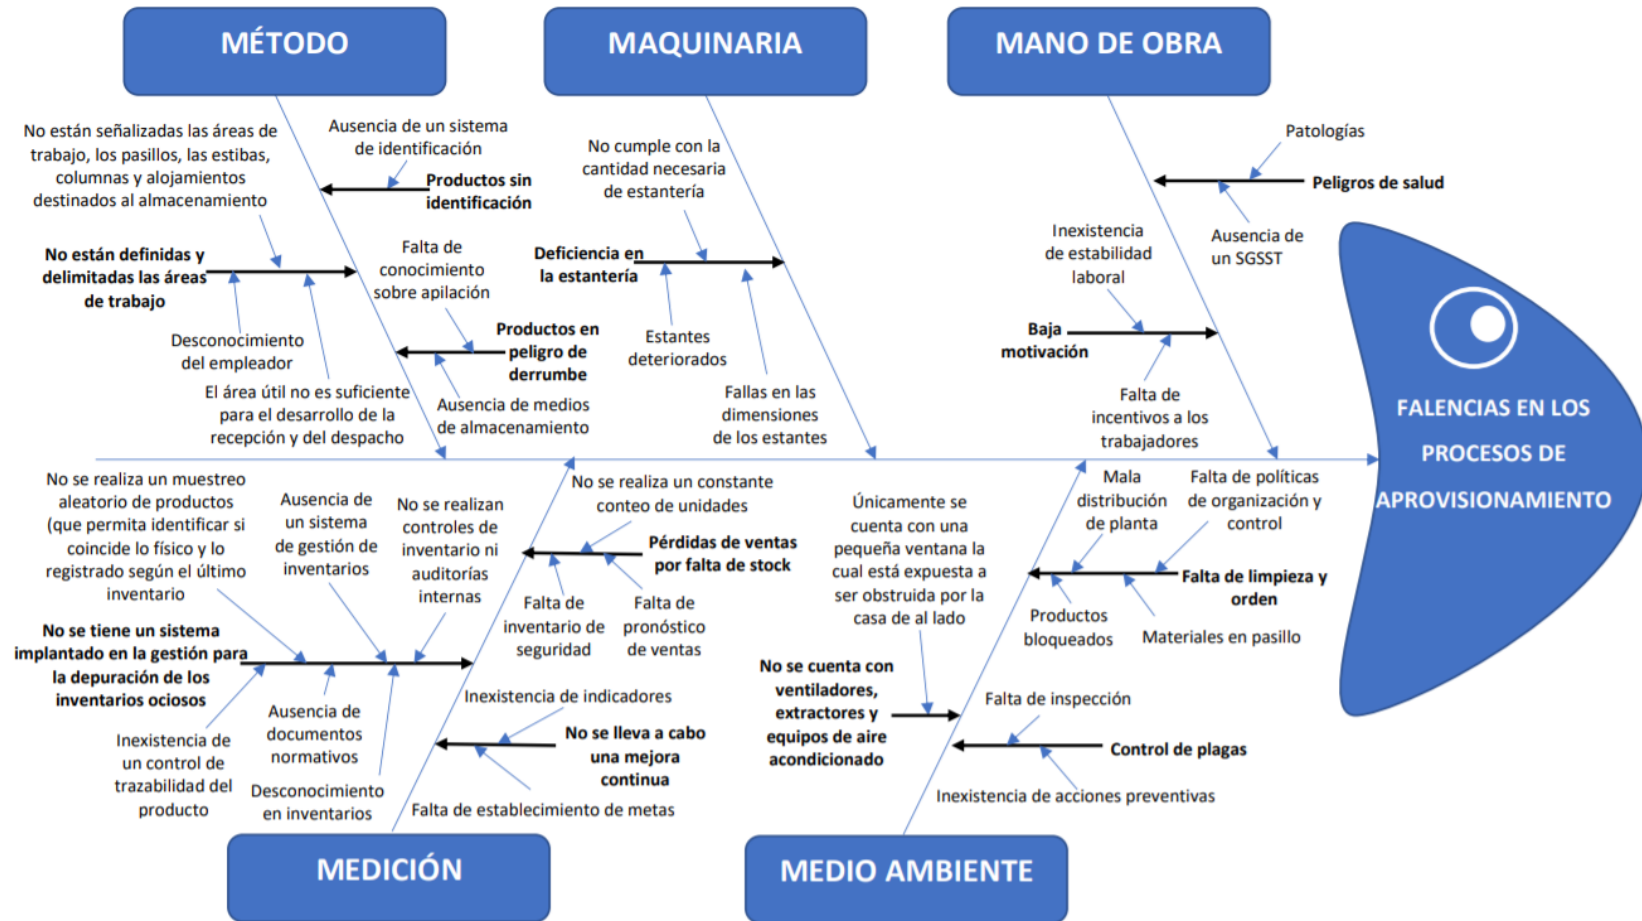 MÉTODO
MAQUINARIA
MANO DE OBRA
No están señalizadas las áreas de
trabajo, los pasillos, las estibas,
columnas y alojamientos
destinados al almacenamiento
Ausencia de un sistema
de identificación
Productos sin
identificación
No están definidas y
delimitadas las áreas
de trabajo
Falta de
conocimiento
sobre apilación
Desconocimiento
del empleador
Productos en
peligro de
derrumbe
El área útil no es suficiente
para el desarrollo de la
recepción y del despacho
Ausencia de medios
de almacenamiento
No cumple con la
cantidad necesaria
de estantería
Deficiencia en
la estantería
Estantes
deteriorados
Fallas en las
dimensiones
de los estantes
Patologías
Peligros de salud
Ausencia de
un SGSST
Inexistencia
de estabilidad
laboral
Baja
motivación
Falta de
incentivos a los
trabajadores
FALENCIAS EN LOS
PROCESOS DE
APROVISIONAMIENTO
No se realiza un muestreo
aleatorio de productos
(que permita identificar si
coincide lo físico y lo
registrado según el último
inventario
Ausencia de
un sistema
de gestión de
inventarios
No se realizan
controles de
inventario ni
auditorías
internas
No se realiza un constante
conteo de unidades
Pérdidas de ventas
por falta de stock
Falta de
inventario de
seguridad
Falta de
pronóstico
de ventas
No se tiene un sistema
implantado en la gestión para
la depuración de los
inventarios ociosos
Inexistencia de
un control de
trazabilidad del
producto
Ausencia de
documentos
normativos
Desconocimiento
en inventarios
Inexistencia de indicadores
No se lleva a cabo
una mejora
continua
Falta de establecimiento de metas
Únicamente se
cuenta con una
pequeña ventana la
cual está expuesta a
ser obstruida por la
casa de al lado
No se cuenta con
ventiladores,
extractores y
equipos de aire
acondicionado
Mala
distribución
de planta
Falta de políticas
de organización y
control
Falta de limpieza y
orden
Productos
bloqueados
Materiales en pasillo
Falta de inspección
Control de plagas
Inexistencia de acciones preventivas
MEDICIÓN
MEDIO AMBIENTE